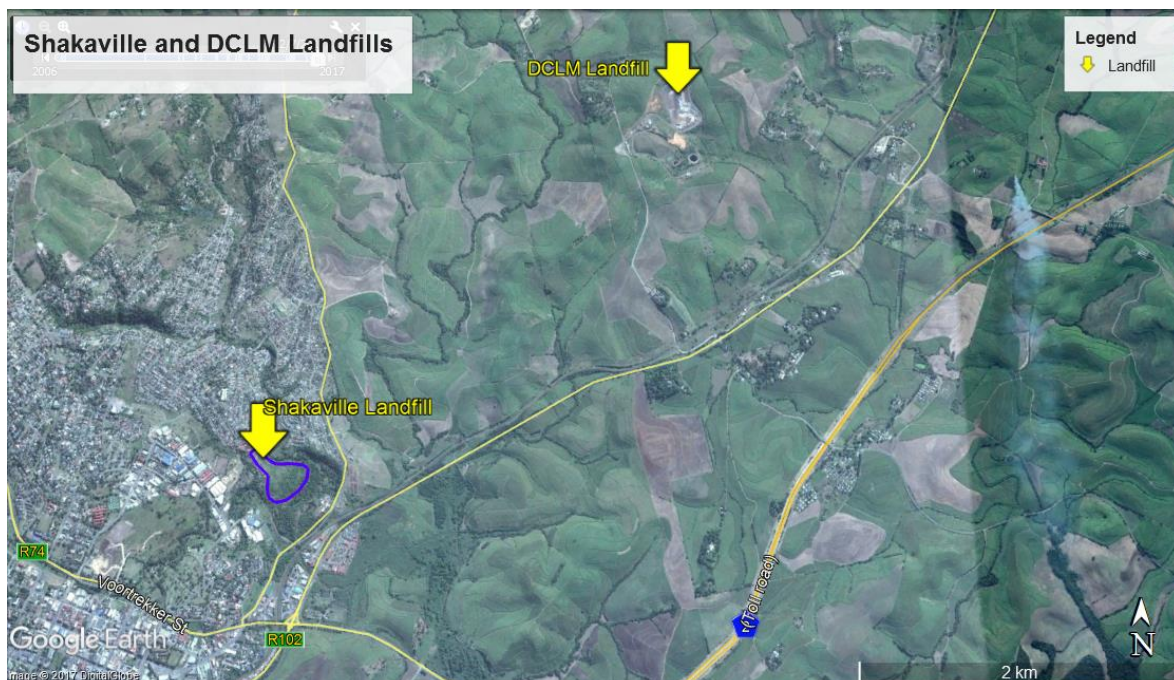 Shakaville and DCLM Landfills
2006
2017
Legend
Landfill
DCLM Landfill
Shakaville Landfill
R74
Voortrekker St
R102
(Toll road)
N
2 km
Google Earth
Image © 2017 DigitalGlobe